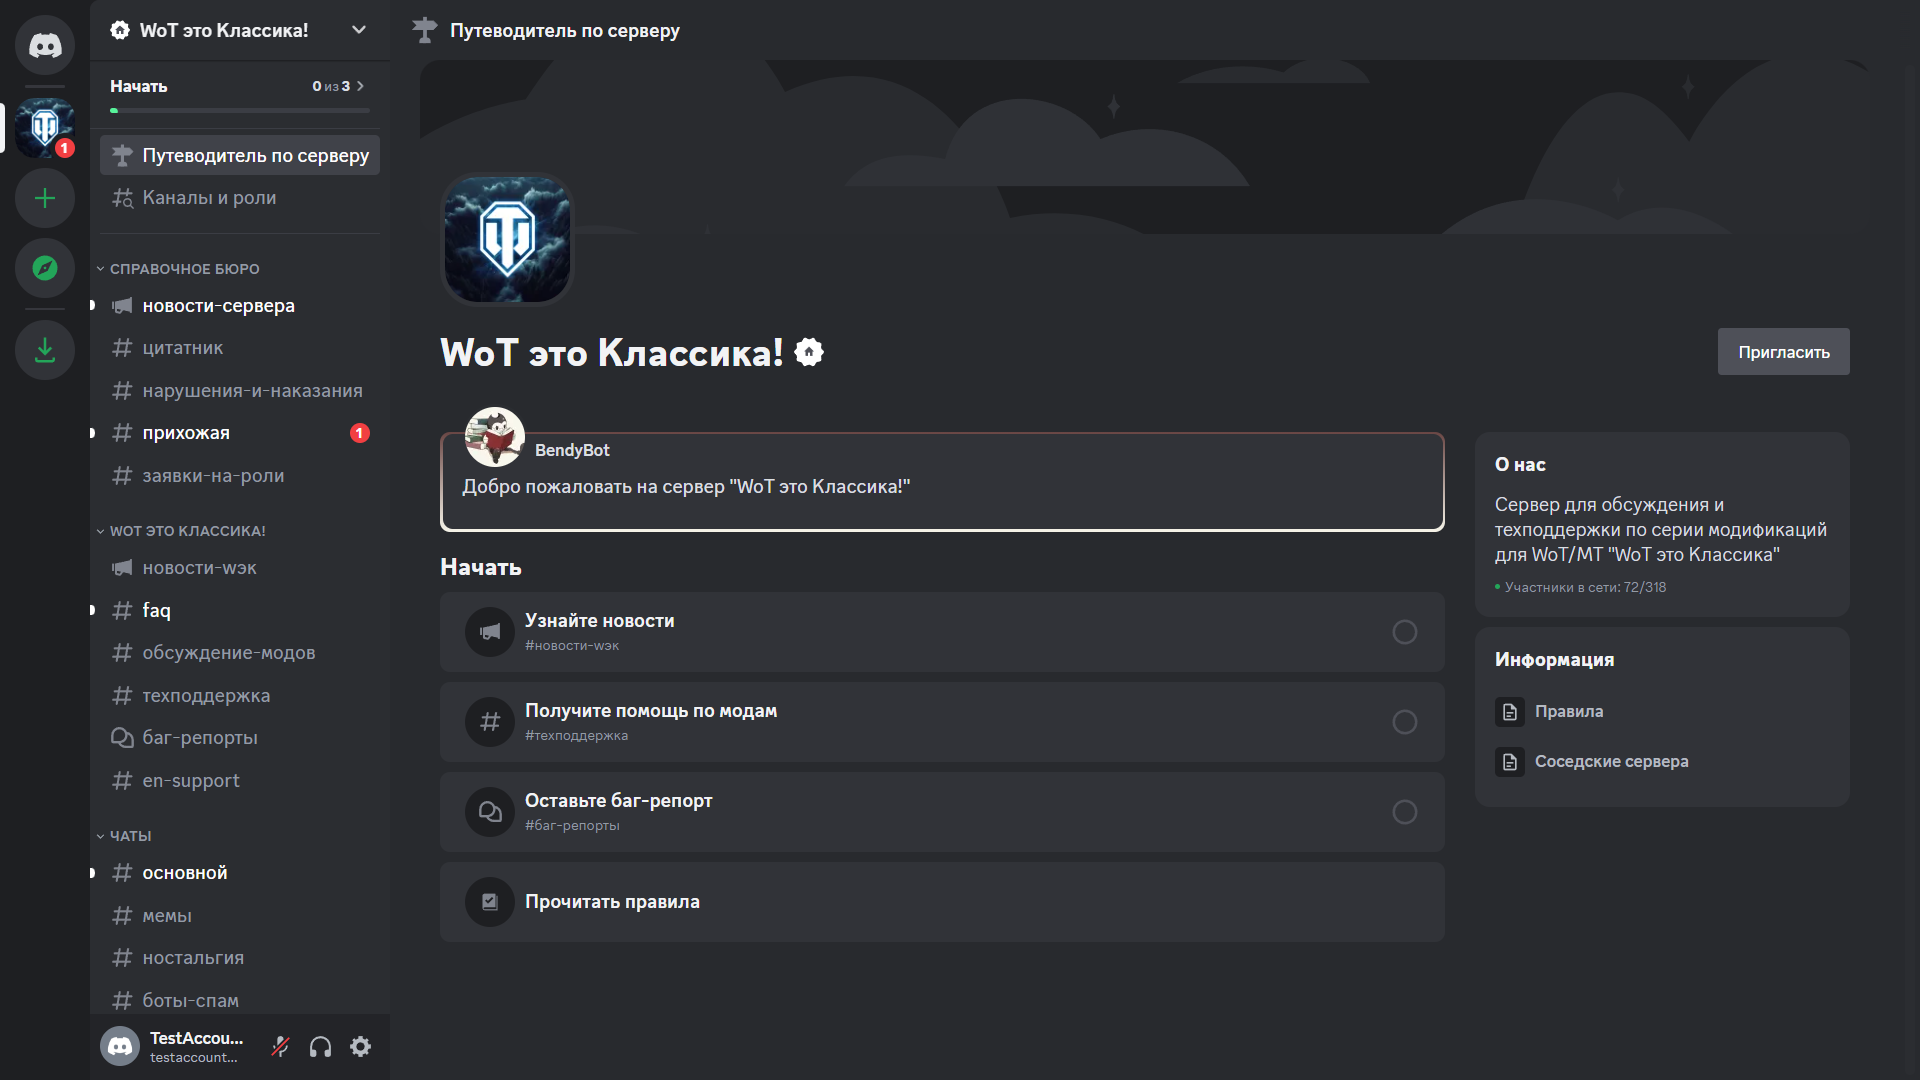 WoT это Классика!
Начать
0 из 3
1
Путеводитель по серверу
Каналы и роли
СПРАВОЧНОЕ БЮРО
новости-сервера
цитатник
нарушения-и-наказания
прихожая
1
заявки-на-роли
WOT ЭТО КЛАССИКА!
новости-wэк
faq
обсуждение-модов
техподдержка
баг-репорты
en-support
ЧАТЫ
основной
мемы
ностальгия
боты-спам
TestAccou...
testaccount...
Путеводитель по серверу
WoT это Классика!
Пригласить
BendyBot
Добро пожаловать на сервер "WoT это Классика!"
Начать
Узнайте новости
#новости-wэк
Получите помощь по модам
#техподдержка
Оставьте баг-репорт
#баг-репорты
Прочитать правила
О нас
Сервер для обсуждения и
техподдержки по серии модификаций
для WoT/МТ "WoT это Классика"
Участники в сети: 72/318
Информация
Правила
Соседские сервера